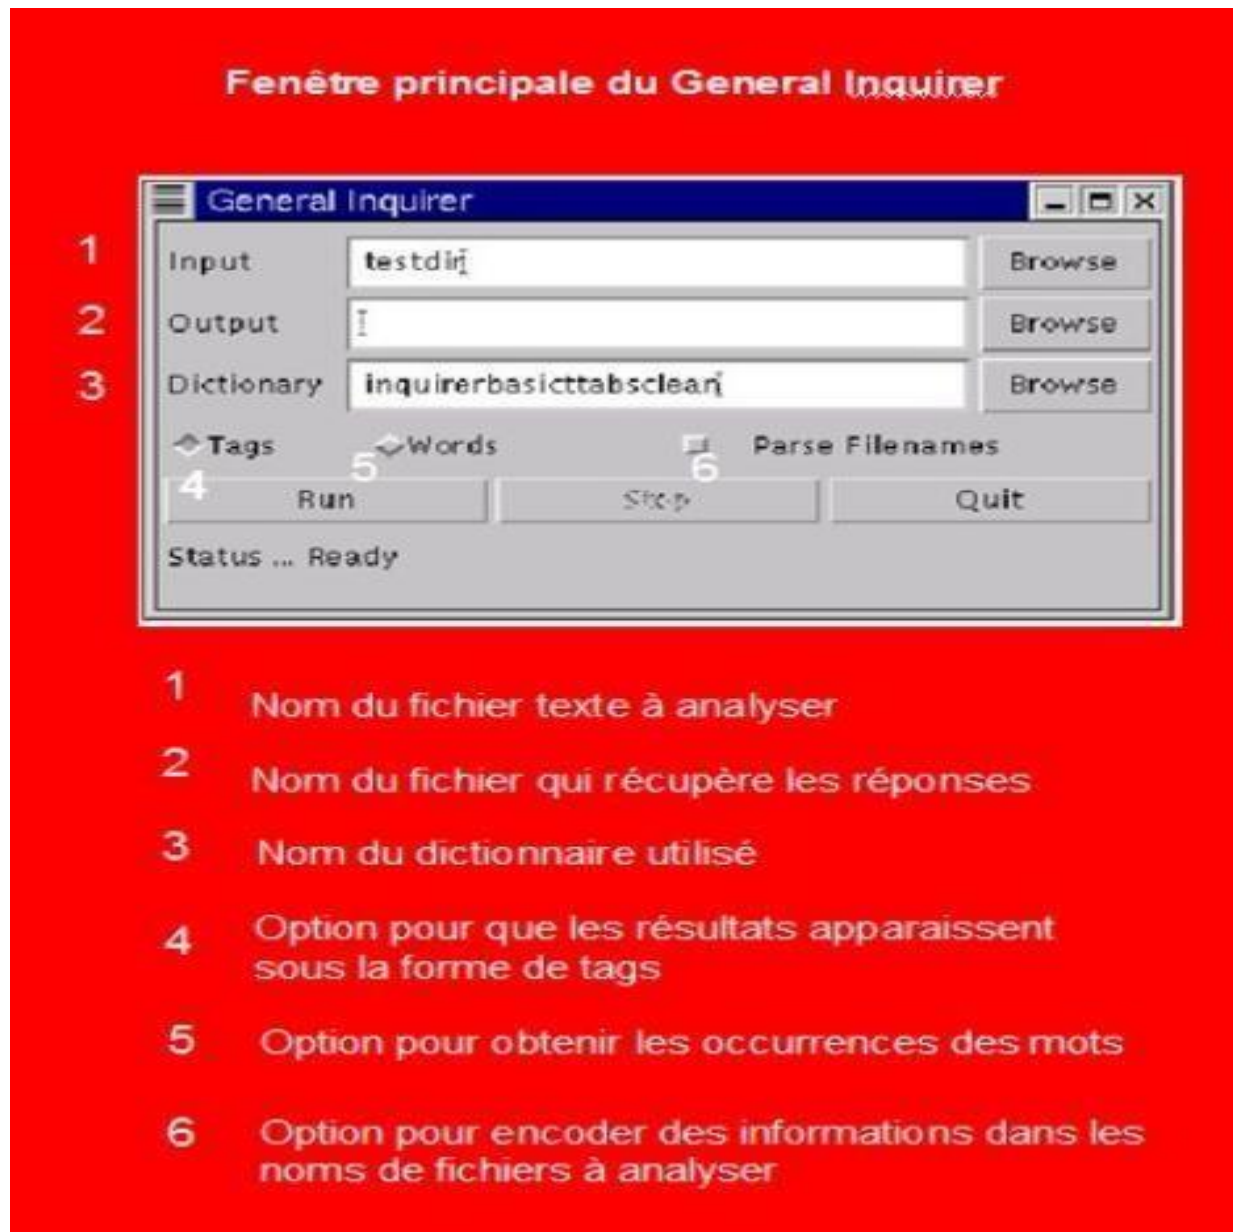 Fenêtre principale du General Inquirer
General Inquirer
1 Input testdir Browse
2 Output Browse
3 Dictionary inquirerbasicttabsclean Browse
Tags Words Parse Filenames
4 5 6
Run Stop Quit
Status ... Ready
1 Nom du fichier texte à analyser
2 Nom du fichier qui récupère les réponses
3 Nom du dictionnaire utilisé
4 Option pour que les résultats apparaissent
sous la forme de tags
5 Option pour obtenir les occurrences des mots
6 Option pour encoder des informations dans les
noms de fichiers à analyser